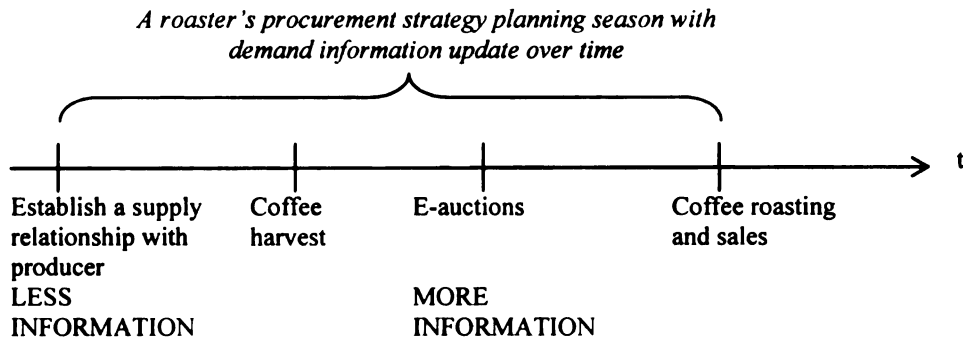 A roaster's procurement strategy planning season with
demand information update over time
t
Establish a supply
relationship with
producer
LESS
INFORMATION
Coffee
harvest
E-auctions
MORE
INFORMATION
Coffee roasting
and sales